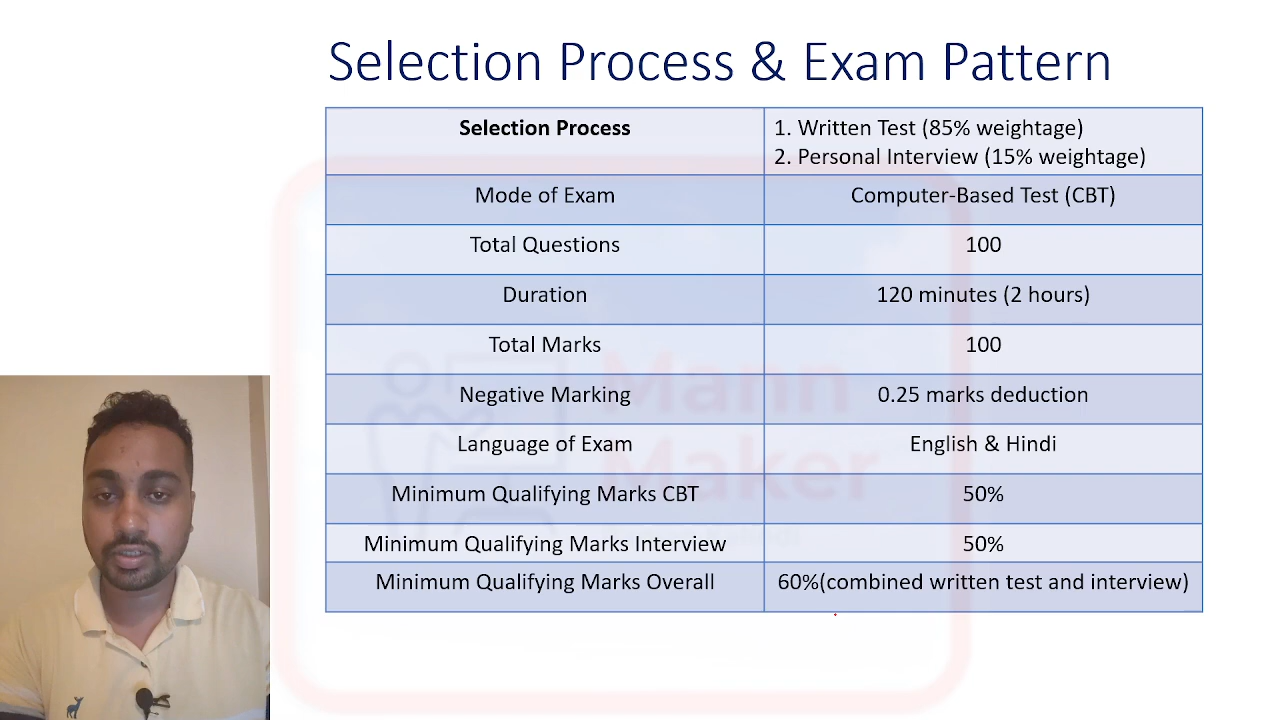 Selection Process & Exam Pattern
Selection Process
1. Written Test (85% weightage)
2. Personal Interview (15% weightage)
Mode of Exam
Computer-Based Test (CBT)
Total Questions
100
Duration
120 minutes (2 hours)
Total Marks
100
Negative Marking
0.25 marks deduction
Language of Exam
English & Hindi
Minimum Qualifying Marks CBT
50%
Minimum Qualifying Marks Interview
50%
Minimum Qualifying Marks Overall
60%(combined written test and interview)
Mann
Maker